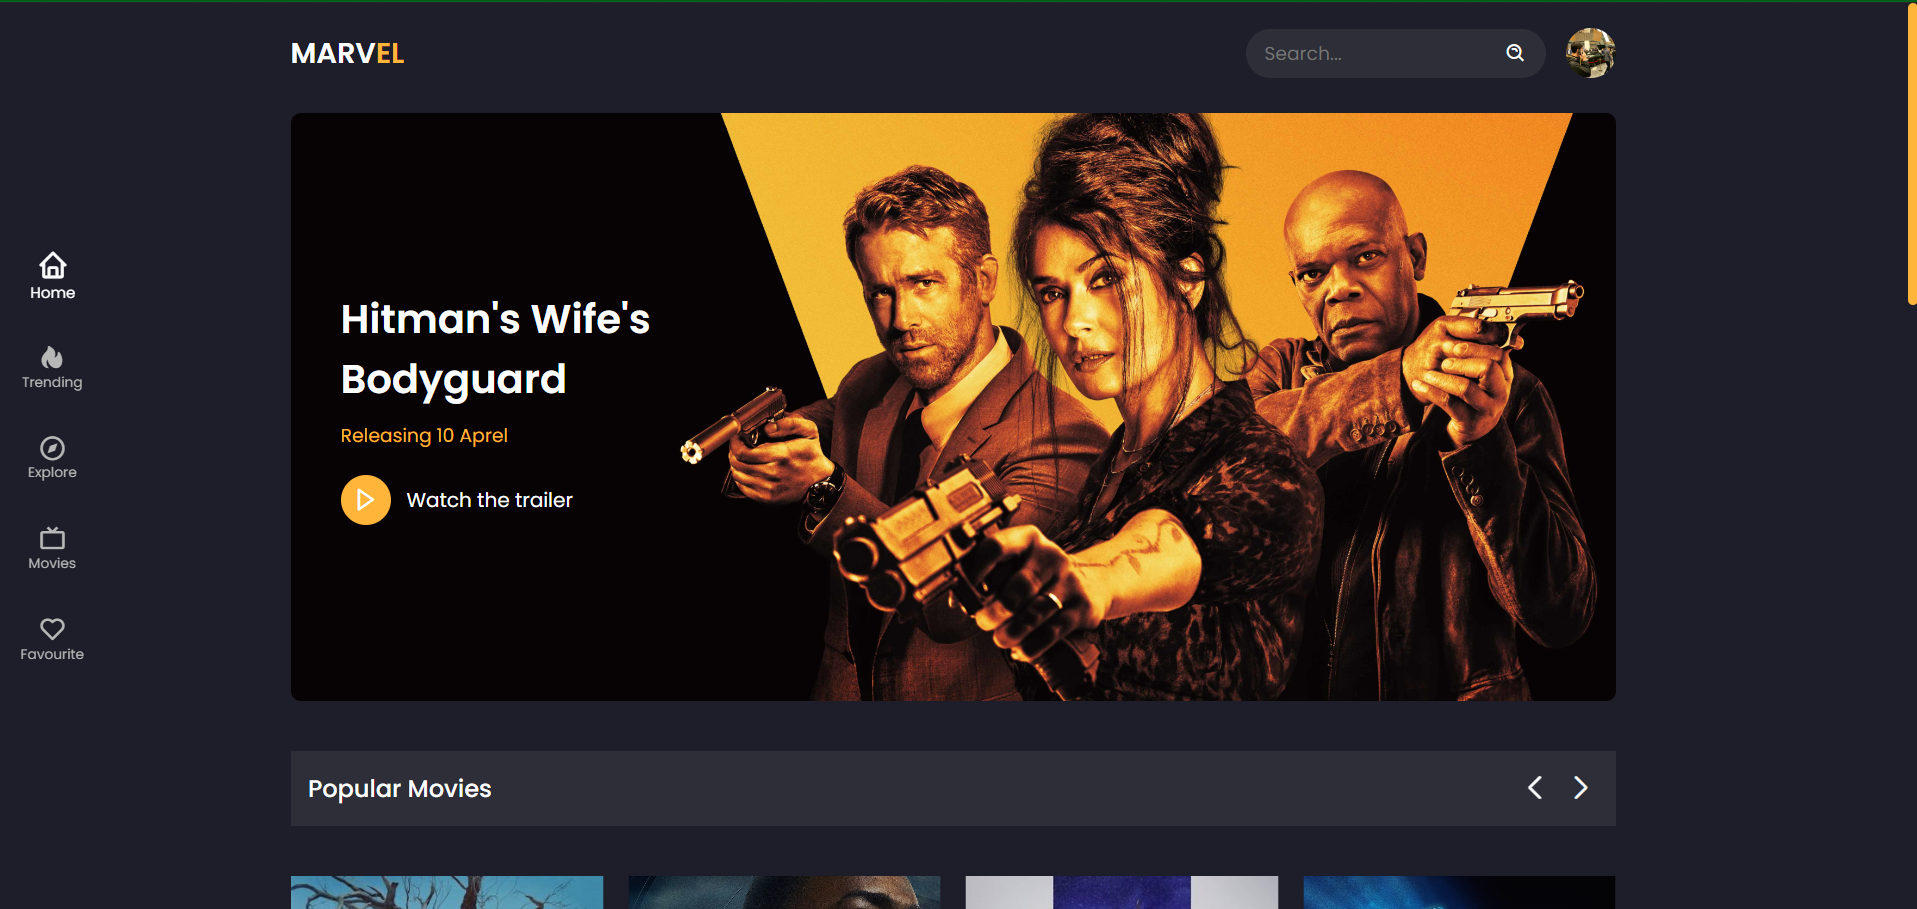 MARVEL
Search...
Home
Trending
Explore
Movies
Favourite
Hitman's Wife's
Bodyguard
Releasing 10 Aprel
Watch the trailer
Popular Movies